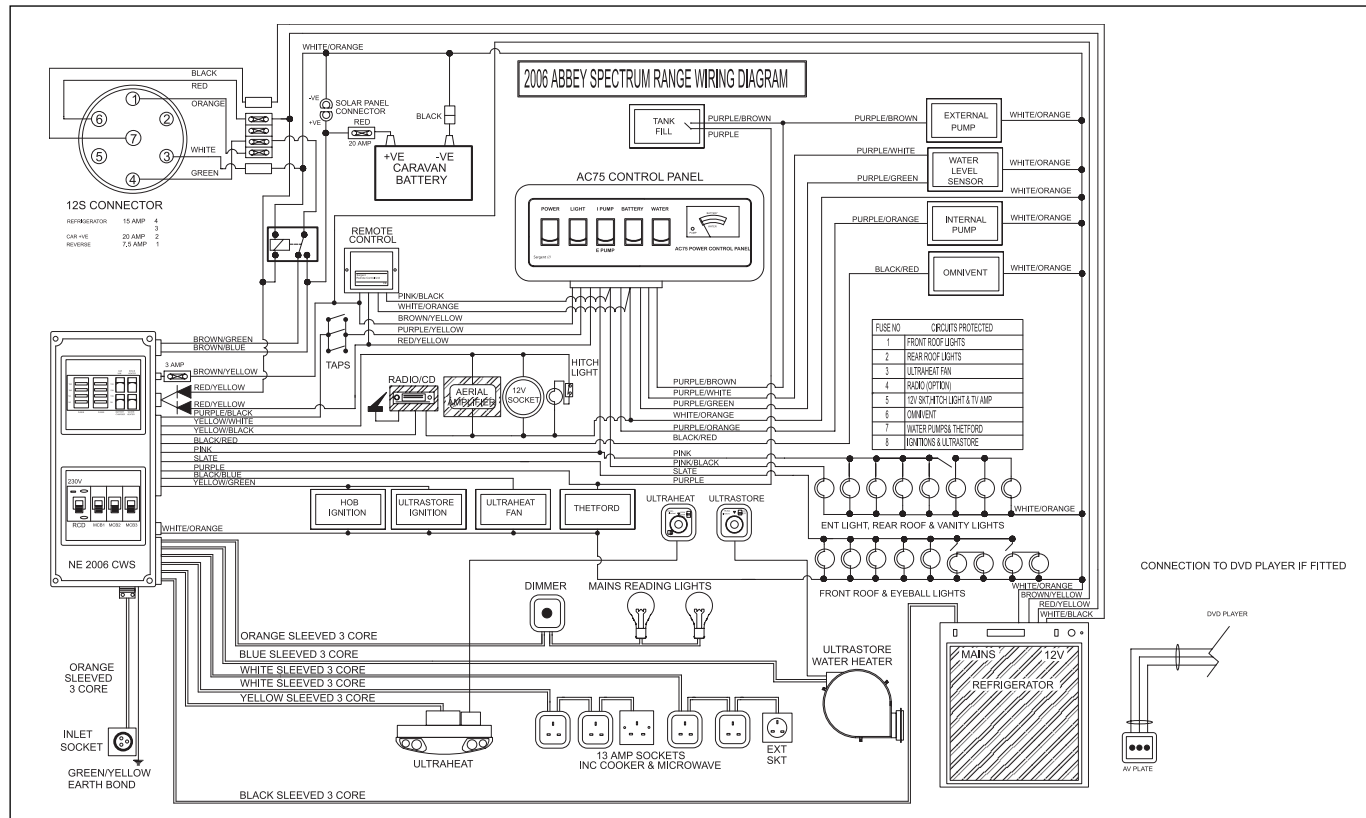 2006 ABBEY SPECTRUM RANGE WIRING DIAGRAM
WHITE/ORANGE
BLACK
RED
ORANGE
WHITE
GREEN
1
2
3
4
5
6
7
12S CONNECTOR
REFRIGERATOR 15 AMP 4
3
CAR +VE 20 AMP 2
REVERSE 7,5 AMP 1
-VE
SOLAR PANEL
CONNECTOR
+VE
RED
20 AMP
BLACK
+VE -VE
CARAVAN
BATTERY
TANK
FILL
PURPLE/BROWN
PURPLE
PURPLE/BROWN
EXTERNAL
PUMP
WHITE/ORANGE
PURPLE/WHITE
WATER
LEVEL
SENSOR
WHITE/ORANGE
PURPLE/GREEN
WHITE/ORANGE
PURPLE/ORANGE
INTERNAL
PUMP
WHITE/ORANGE
BLACK/RED
OMNIVENT
WHITE/ORANGE
AC75 CONTROL PANEL
POWER LIGHT I PUMP BATTERY WATER
E PUMP
AC75 POWER CONTROL PANEL
REMOTE
CONTROL
PINK/BLACK
WHITE/ORANGE
BROWN/YELLOW
PURPLE/YELLOW
RED/YELLOW
TAPS
FUSE NO CIRCUITS PROTECTED
1 FRONT ROOF LIGHTS
2 REAR ROOF LIGHTS
3 ULTRAHEAT FAN
4 RADIO (OPTION)
5 12V SKT,HITCH LIGHT & TV AMP
6 OMNIVENT
7 WATER PUMPS& THETFORD
8 IGNITIONS & ULTRASTORE
BROWN/GREEN
BROWN/BLUE
3 AMP
BROWN/YELLOW
RED/YELLOW
RED/YELLOW
PURPLE/BLACK
YELLOW/WHITE
YELLOW/BLACK
BLACK/RED
PINK
SLATE
PURPLE
BLACK/BLUE
YELLOW/GREEN
WHITE/ORANGE
RADIO/CD
AERIAL
AMPLIFIER
12V
SOCKET
HITCH
LIGHT
PURPLE/BROWN
PURPLE/WHITE
PURPLE/GREEN
WHITE/ORANGE
PURPLE/ORANGE
BLACK/RED
PINK
PINK/BLACK
SLATE
PURPLE
230V
RCD MCB1 MCB2 MCB3
NE 2006 CWS
HOB
IGNITION
ULTRASTORE
IGNITION
ULTRAHEAT
FAN
THETFORD
ULTRAHEAT
ULTRASTORE
WHITE/ORANGE
ENT LIGHT, REAR ROOF & VANITY LIGHTS
FRONT ROOF & EYEBALL LIGHTS
WHITE/ORANGE
BROWN/YELLOW
RED/YELLOW
WHITE/BLACK
DIMMER
MAINS READING LIGHTS
ORANGE SLEEVED 3 CORE
BLUE SLEEVED 3 CORE
WHITE SLEEVED 3 CORE
WHITE SLEEVED 3 CORE
YELLOW SLEEVED 3 CORE
BLACK SLEEVED 3 CORE
ORANGE
SLEEVED
3 CORE
INLET
SOCKET
GREEN/YELLOW
EARTH BOND
ULTRAHEAT
13 AMP SOCKETS
INC COOKER & MICROWAVE
EXT
SKT
ULTRASTORE
WATER HEATER
MAINS 12V
REFRIGERATOR
CONNECTION TO DVD PLAYER IF FITTED
DVD PLAYER
AV PLATE